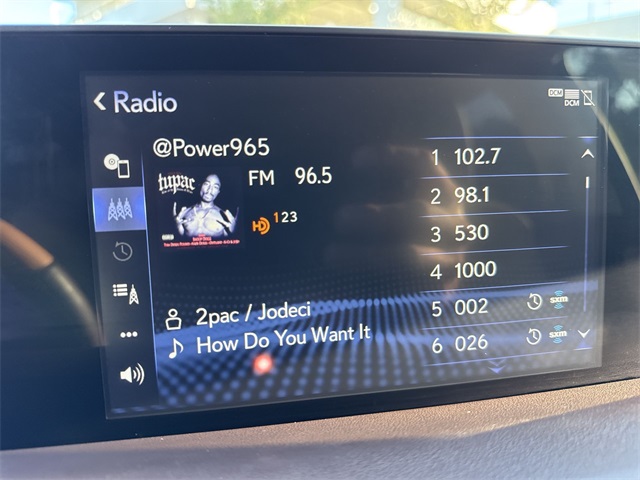 < Radio
DCM
DCM
@Power965
FM 96.5
tupac
HD 1 2 3
2pac / Jodeci
How Do You Want It
1 102.7
2 98.1
3 530
4 1000
5 002 sxm
6 026 sxm